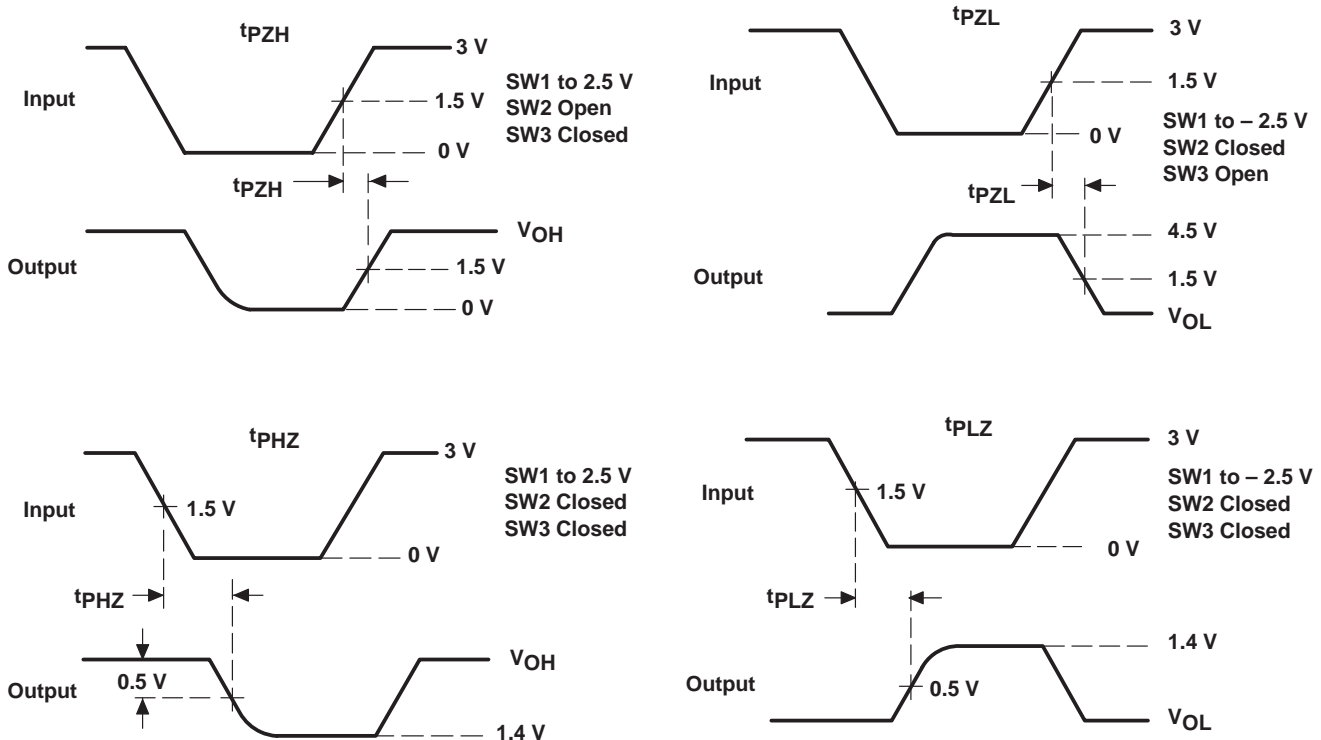 tPZH
3 V
Input
1.5 V
0 V
SW1 to 2.5 V
SW2 Open
SW3 Closed
tPZH
VOH
Output
1.5 V
0 V
tPZL
3 V
Input
1.5 V
0 V
SW1 to – 2.5 V
SW2 Closed
SW3 Open
tPZL
4.5 V
Output
1.5 V
VOL
tPHZ
3 V
Input
1.5 V
0 V
SW1 to 2.5 V
SW2 Closed
SW3 Closed
tPHZ
VOH
Output
0.5 V
1.4 V
tPLZ
3 V
Input
1.5 V
0 V
SW1 to – 2.5 V
SW2 Closed
SW3 Closed
tPLZ
1.4 V
Output
0.5 V
VOL